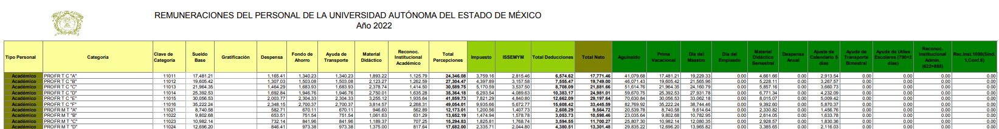 REMUNERACIONES DEL PERSONAL DE LA UNIVERSIDAD AUTÓNOMA DEL ESTADO DE MÉXICO
Año 2022
Tipo Personal Categoría Clave de Categoría Sueldo Base Gratificación Despensa Fondo de Ahorro Ayuda de Transporte Material Didáctico Reconoc. Institucional Académico Total Percepciones Impuesto ISSEMYM Total Deducciones Total Neto Aguinaldo Prima Vacacional Día del Maestro Día del Empleado Material Didáctico Semestral Despensa Anual Ajuste de Calendario 5 dias Ayuda de Transporte Bimestral Ayuda de Utiles Escolares (700+2 dias) Reconoc. Institucional Admin. (622+885) Rec.Inst.1000(Sind. 1,Conf.5)
Académico PROFR T C "A" 11011 17,481.21 1,165.41 1,340.23 1,340.23 1,893.22 1,125.79 24,346.08 3,759.16 2,815.46 6,574.62 17,771.46 41,079.68 17,481.21 19,229.33 0.00 4,661.66 0.00 2,913.54 0.00 0.00 0.00 0.00
Académico PROFR T C "B" 11012 19,605.42 1,307.03 1,503.08 1,503.08 2,123.27 1,262.59 27,304.47 4,397.89 3,157.58 7,555.47 19,749.00 46,071.43 19,605.42 21,565.96 0.00 5,228.11 0.00 3,267.57 0.00 0.00 0.00 0.00
Académico PROFR T C "C" 11013 21,964.35 1,464.29 1,683.93 1,683.93 2,378.74 1,414.50 30,589.75 5,170.59 3,537.50 8,708.09 21,881.66 51,614.76 21,964.35 24,160.79 0.00 5,857.16 0.00 3,660.73 0.00 0.00 0.00 0.00
Académico PROFR T C "D" 11014 25,392.53 1,692.84 1,946.76 1,946.76 2,750.01 1,635.28 35,364.18 6,293.54 4,089.63 10,383.17 24,981.01 59,670.75 25,392.53 27,931.78 0.00 6,771.34 0.00 4,232.09 0.00 0.00 0.00 0.00
Académico PROFR T C "E" 11015 30,056.53 2,003.77 2,304.33 2,304.33 3,255.12 1,935.64 41,859.73 7,821.29 4,840.80 12,662.09 29,197.64 70,630.84 30,056.53 33,062.18 0.00 8,015.07 0.00 5,009.42 0.00 0.00 0.00 0.00
Académico PROFR T C "F" 11016 35,222.24 2,348.15 2,700.37 2,700.37 3,814.57 2,268.31 49,054.01 9,935.66 5,672.77 15,608.42 33,445.59 82,769.92 35,222.24 38,744.46 0.00 9,392.60 0.00 5,870.37 0.00 0.00 0.00 0.00
Académico PROFR M T "A" 11021 8,740.58 582.71 670.11 670.11 946.60 562.89 12,173.01 1,200.56 1,407.73 2,608.29 9,564.72 20,539.78 8,740.58 9,614.64 0.00 2,330.82 0.00 1,456.76 0.00 0.00 0.00 0.00
Académico PROFR M T "B" 11022 9,802.68 653.51 751.54 751.54 1,061.63 631.29 13,652.19 1,474.94 1,578.78 3,053.73 10,598.46 23,035.64 9,802.68 10,782.95 0.00 2,614.05 0.00 1,633.78 0.00 0.00 0.00 0.00
Académico PROFR M T "C" 11023 10,982.14 732.14 841.96 841.96 1,189.37 707.25 15,294.83 1,825.81 1,768.74 3,594.55 11,700.27 25,807.30 10,982.14 12,080.35 0.00 2,928.57 0.00 1,830.36 0.00 0.00 0.00 0.00
Académico PROFR M T "D" 11024 12,696.20 846.41 973.38 973.38 1,375.00 817.64 17,682.00 2,335.71 2,044.80 4,380.51 13,301.48 29,835.22 12,696.20 13,965.82 0.00 3,385.65 0.00 2,116.03 0.00 0.00 0.00 0.00